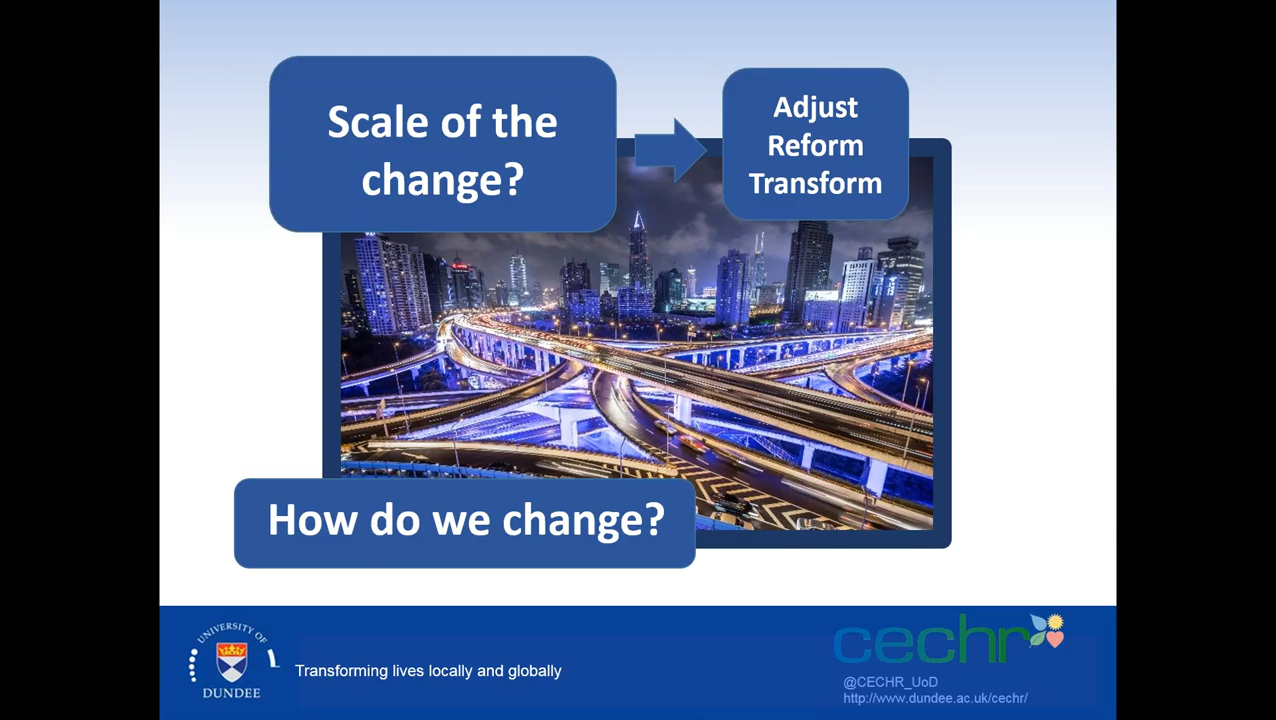 Scale of the
change?
Adjust
Reform
Transform
How do we change?
UNIVERSITY OF
DUNDEE
Transforming lives locally and globally
cechr
@CECHR_UoD
http://www.dundee.ac.uk/cechr/